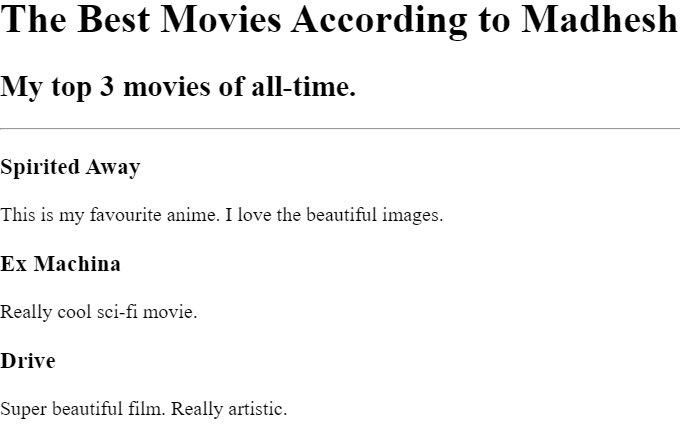 The Best Movies According to Madhesh
My top 3 movies of all-time.
Spirited Away
This is my favourite anime. I love the beautiful images.
Ex Machina
Really cool sci-fi movie.
Drive
Super beautiful film. Really artistic.